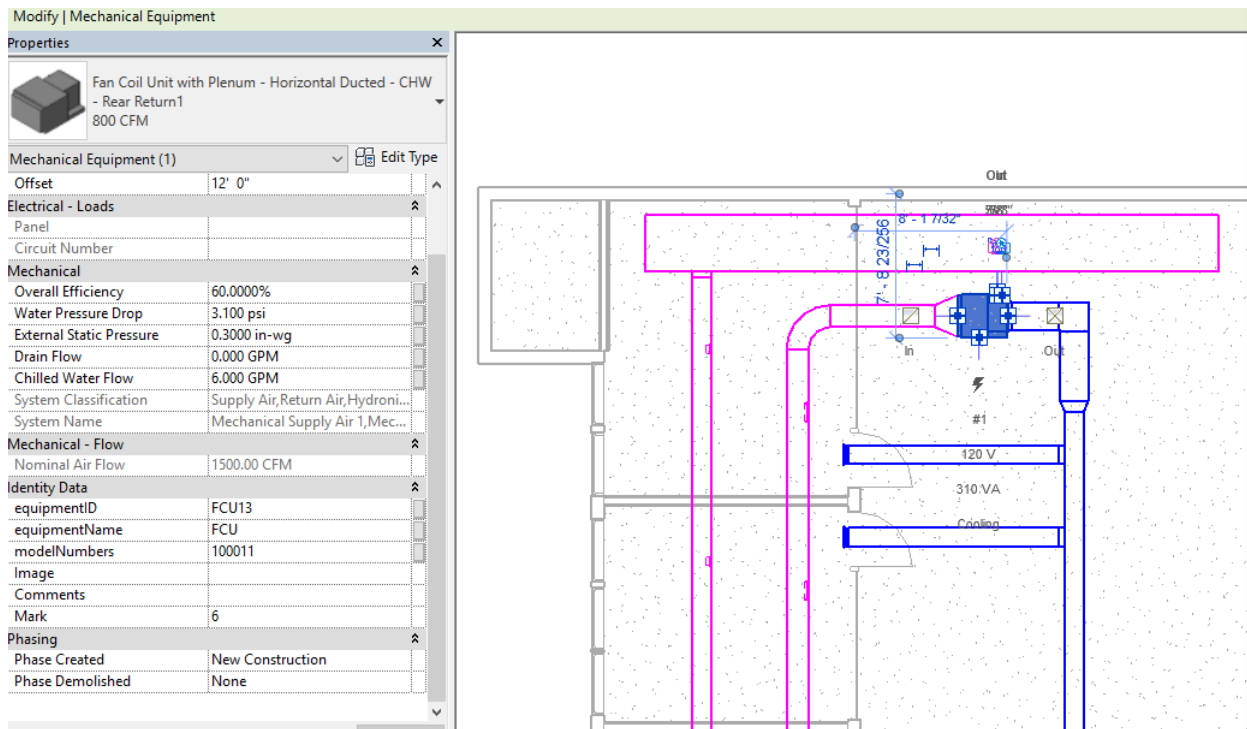 Modify | Mechanical Equipment
Properties
Fan Coil Unit with Plenum - Horizontal Ducted - CHW
- Rear Return1
800 CFM
Mechanical Equipment (1)
Edit Type
Offset 12' 0"
Electrical - Loads
Panel
Circuit Number
Mechanical
Overall Efficiency 60.0000%
Water Pressure Drop 3.100 psi
External Static Pressure 0.3000 in-wg
Drain Flow 0.000 GPM
Chilled Water Flow 6.000 GPM
System Classification Supply Air,Return Air,Hydroni...
System Name Mechanical Supply Air 1,Mec...
Mechanical - Flow
Nominal Air Flow 1500.00 CFM
Identity Data
equipmentID FCU13
equipmentName FCU
modelNumbers 100011
Image
Comments
Mark 6
Phasing
Phase Created New Construction
Phase Demolished None
8' - 1 7/32"
7' - 8 23/256
In
Out
#1
120 V
310 VA
Cooling